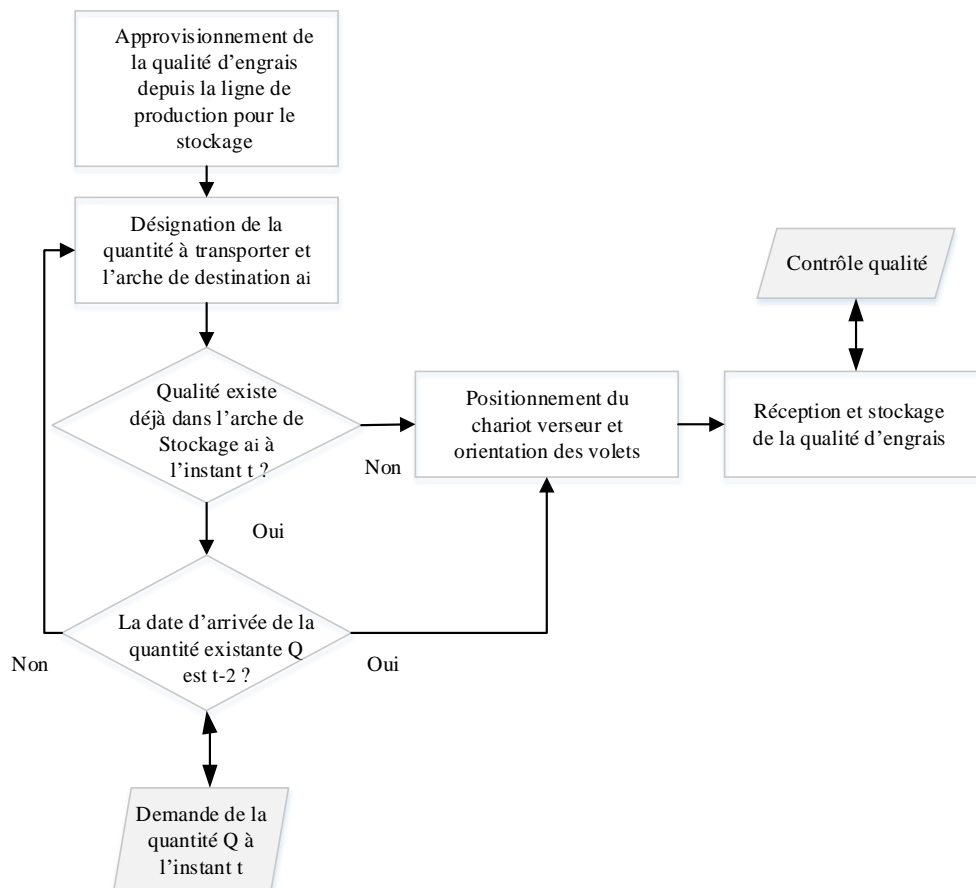 Approvisionnement de
la qualité d'engrais
depuis la ligne de
production pour le
stockage
Désignation de la
quantité à transporter et
l'arche de destination ai
Qualité existe
déjà dans l'arche de
Stockage ai à
l'instant t ?
Non
Oui
La date d'arrivée de la
quantité existante Q
est t-2 ?
Non
Oui
Demande de la
quantité Q à
l'instant t
Positionnement du
chariot verseur et
orientation des volets
Contrôle qualité
Réception et stockage
de la qualité d'engrais